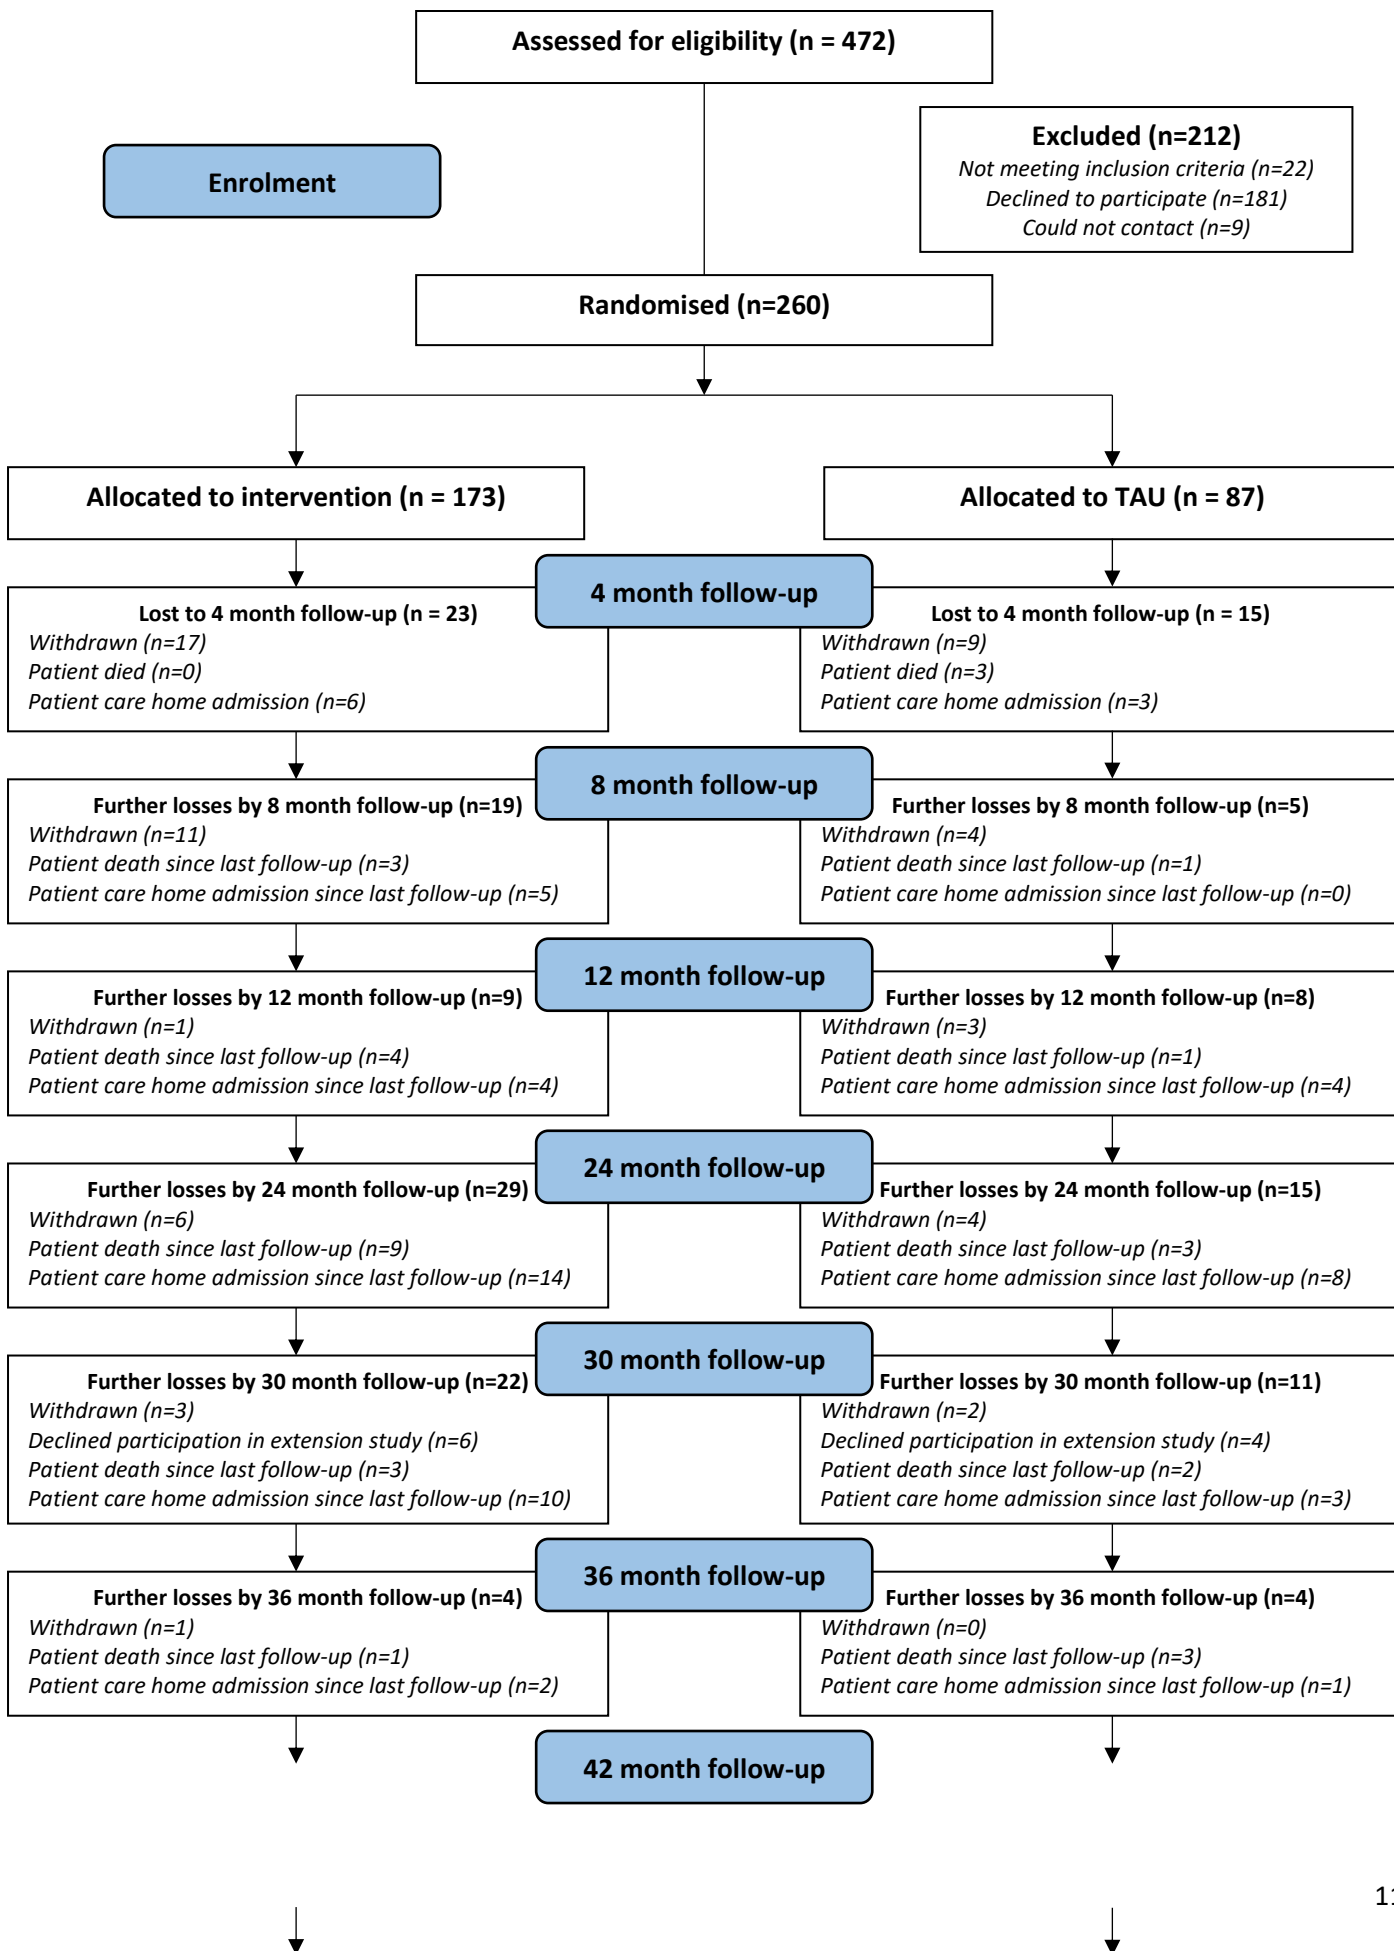 Assessed for eligibility (n = 472)
Excluded (n=212)
Not meeting inclusion criteria (n=22)
Declined to participate (n=181)
Could not contact (n=9)
Enrolment
Randomised (n=260)
Allocated to intervention (n = 173)
Allocated to TAU (n = 87)
4 month follow-up
Lost to 4 month follow-up (n = 23)
Withdrawn (n=17)
Patient died (n=0)
Patient care home admission (n=6)
Lost to 4 month follow-up (n = 15)
Withdrawn (n=9)
Patient died (n=3)
Patient care home admission (n=3)
8 month follow-up
Further losses by 8 month follow-up (n=19)
Withdrawn (n=11)
Patient death since last follow-up (n=3)
Patient care home admission since last follow-up (n=5)
Further losses by 8 month follow-up (n=5)
Withdrawn (n=4)
Patient death since last follow-up (n=1)
Patient care home admission since last follow-up (n=0)
12 month follow-up
Further losses by 12 month follow-up (n=9)
Withdrawn (n=1)
Patient death since last follow-up (n=4)
Patient care home admission since last follow-up (n=4)
Further losses by 12 month follow-up (n=8)
Withdrawn (n=3)
Patient death since last follow-up (n=1)
Patient care home admission since last follow-up (n=4)
24 month follow-up
Further losses by 24 month follow-up (n=29)
Withdrawn (n=6)
Patient death since last follow-up (n=9)
Patient care home admission since last follow-up (n=14)
Further losses by 24 month follow-up (n=15)
Withdrawn (n=4)
Patient death since last follow-up (n=3)
Patient care home admission since last follow-up (n=8)
30 month follow-up
Further losses by 30 month follow-up (n=22)
Withdrawn (n=3)
Declined participation in extension study (n=6)
Patient death since last follow-up (n=3)
Patient care home admission since last follow-up (n=10)
Further losses by 30 month follow-up (n=11)
Withdrawn (n=2)
Declined participation in extension study (n=4)
Patient death since last follow-up (n=2)
Patient care home admission since last follow-up (n=3)
36 month follow-up
Further losses by 36 month follow-up (n=4)
Withdrawn (n=1)
Patient death since last follow-up (n=1)
Patient care home admission since last follow-up (n=2)
Further losses by 36 month follow-up (n=4)
Withdrawn (n=0)
Patient death since last follow-up (n=3)
Patient care home admission since last follow-up (n=1)
42 month follow-up
11